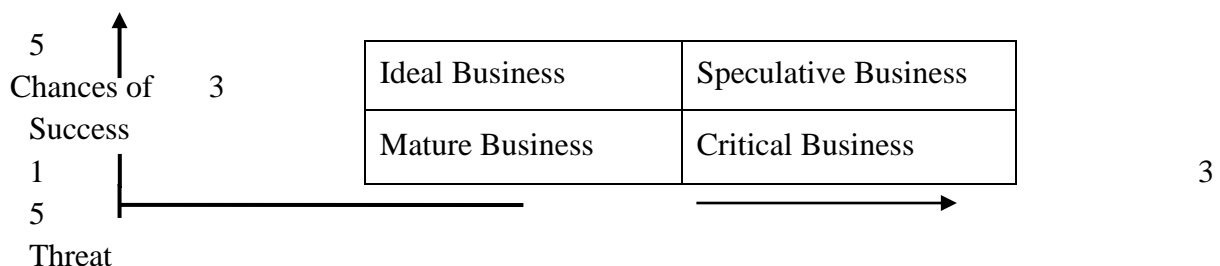 5
Ideal Business Speculative Business
Chances of 3
Success
Mature Business Critical Business
1 3
5
Threat